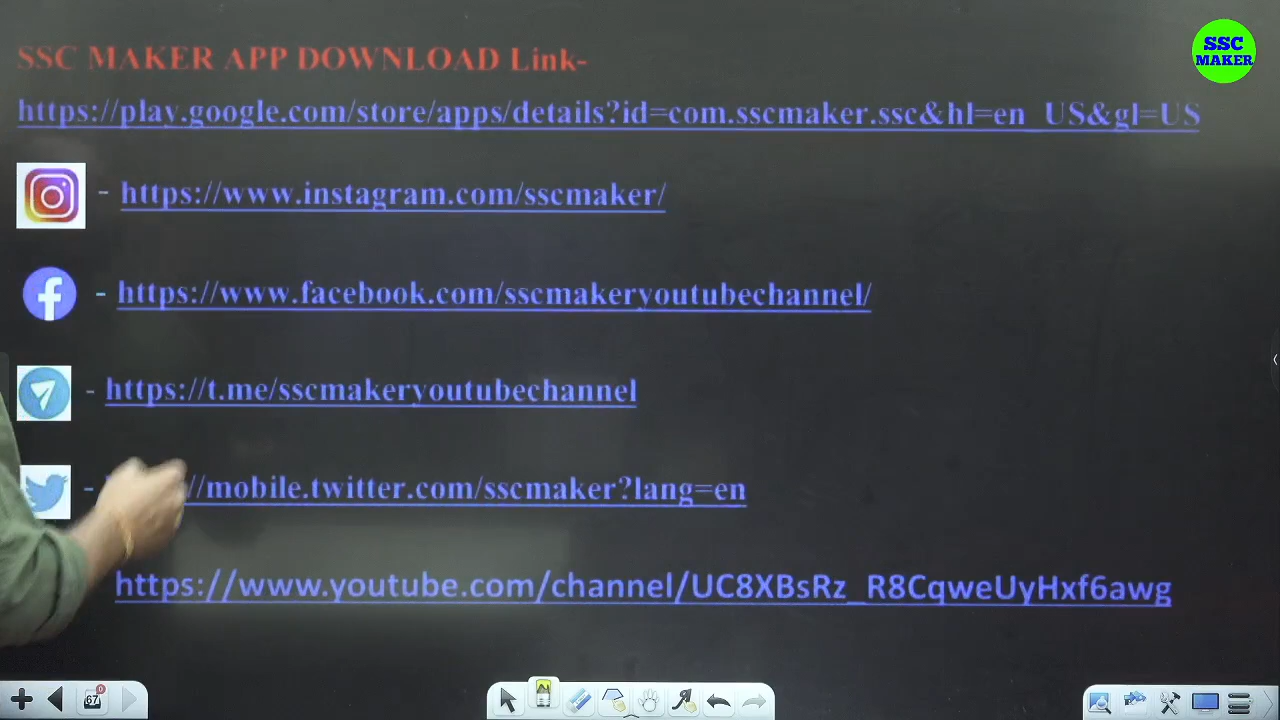 SSC MAKER APP DOWNLOAD Link-
SSC
MAKER
https://play.google.com/store/apps/details?id=com.sscmaker.ssc&hl=en_US&gl=US
- https://www.instagram.com/sscmaker/
- https://www.facebook.com/sscmakeryoutubechannel/
- https://t.me/sscmakeryoutubechannel
- //mobile.twitter.com/sscmaker?lang=en
https://www.youtube.com/channel/UC8XBsRz_R8CqweUyHxf6awg
67